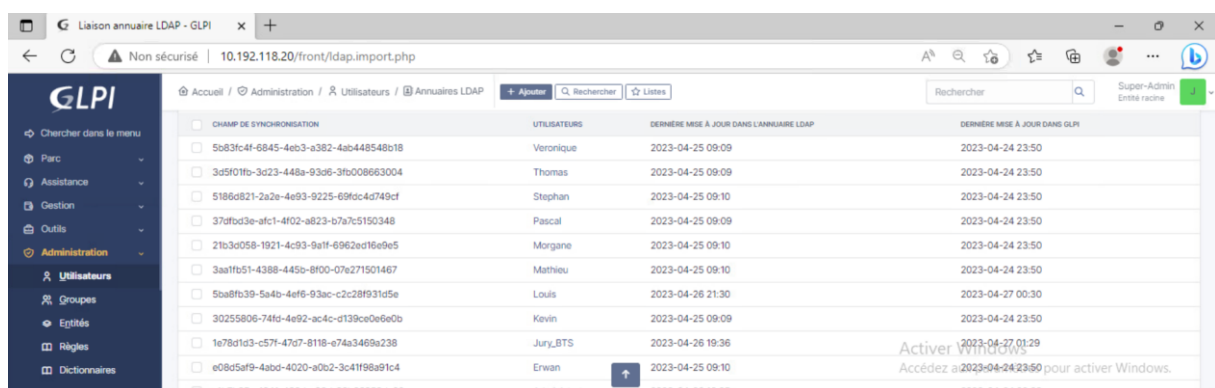 Liaison annuaire LDAP - GLPI
Non sécurisé | 10.192.118.20/front/ldap.import.php
GLPI
Accueil / Administration / Utilisateurs / Annuaires LDAP
+ Ajouter
Rechercher
Listes
Rechercher
Super-Admin
Entité racine
J
Chercher dans le menu
Parc
Assistance
Gestion
Outils
Administration
Utilisateurs
Groupes
Entités
Règles
Dictionnaires
CHAMP DE SYNCHRONISATION UTILISATEURS DERNIÈRE MISE À JOUR DANS L'ANNUAIRE LDAP DERNIÈRE MISE À JOUR DANS GLPI
5b83fc4f-6845-4eb3-a382-4ab448548b18 Veronique 2023-04-25 09:09 2023-04-24 23:50
3d5f01fb-3d23-448a-93d6-3fb008663004 Thomas 2023-04-25 09:09 2023-04-24 23:50
5186d821-2a2e-4e93-9225-69fdc4d749cf Stephan 2023-04-25 09:10 2023-04-24 23:50
37dfbd3e-afc1-4f02-a823-b7a7c5150348 Pascal 2023-04-25 09:09 2023-04-24 23:50
21b3d058-1921-4c93-9a1f-6962ed16e9e5 Morgane 2023-04-25 09:10 2023-04-24 23:50
3aa1fb51-4388-445b-8f00-07e271501467 Mathieu 2023-04-25 09:10 2023-04-24 23:50
5ba8fb39-5a4b-4ef6-93ac-c2c28f931d5e Louis 2023-04-26 21:30 2023-04-27 00:30
30255806-74fd-4e92-ac4c-d139ce0e6e0b Kevin 2023-04-25 09:09 2023-04-24 23:50
1e78d1d3-c57f-47d7-8118-e74a3469a238 Jury_BTS 2023-04-26 19:36 2023-04-27 01:29
e08d5af9-4abd-4020-a0b2-3c41f98a91c4 Erwan 2023-04-25 09:10 2023-04-24 23:50
Activer Windows
Accédez aux pour activer Windows.